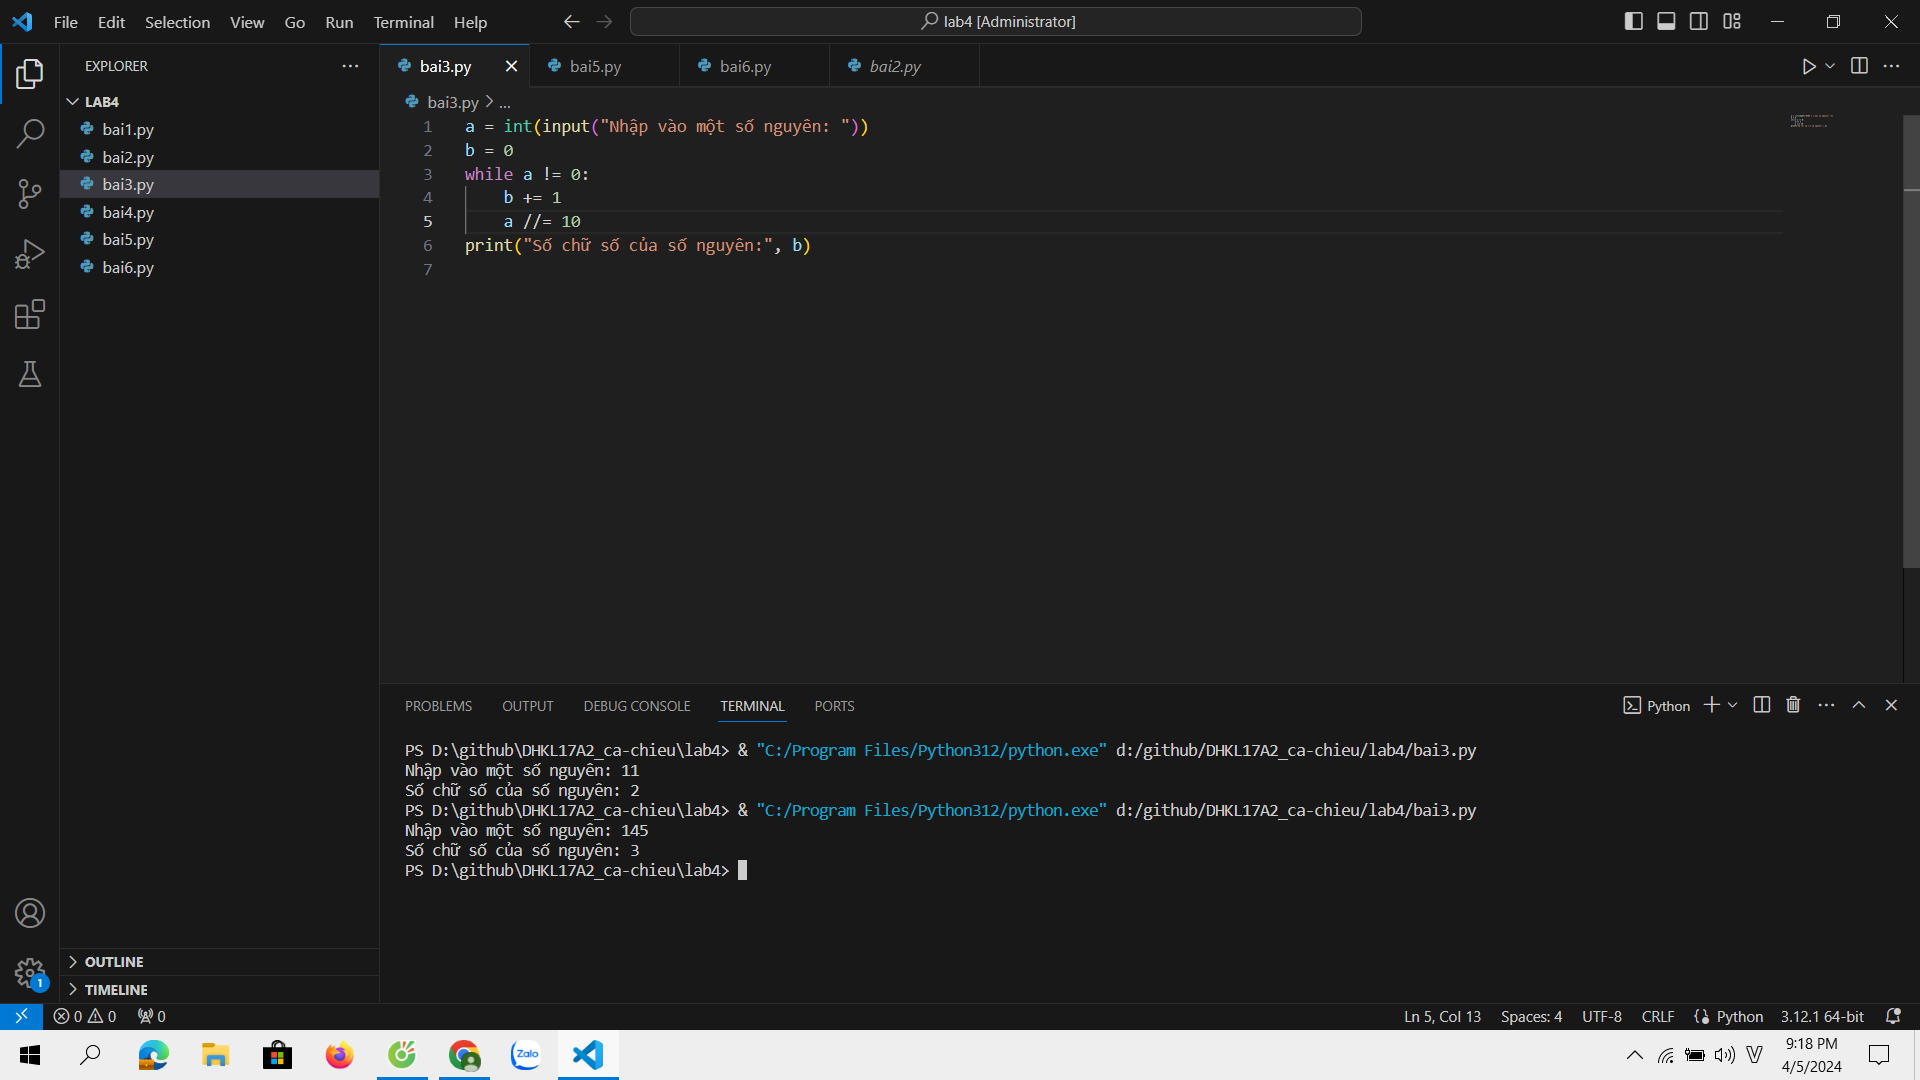 File Edit Selection View Go Run Terminal Help
lab4 [Administrator]
EXPLORER
LAB4
bai1.py
bai2.py
bai3.py
bai4.py
bai5.py
bai6.py
OUTLINE
TIMELINE
bai3.py bai5.py bai6.py bai2.py
bai3.py > ...
1 a = int(input("Nhập vào một số nguyên: "))
2 b = 0
3 while a != 0:
4 b += 1
5 a //= 10
6 print("Số chữ số của số nguyên:", b)
7
PROBLEMS OUTPUT DEBUG CONSOLE TERMINAL PORTS
Python
PS D:\github\DHKL17A2_ca-chieu\lab4> & "C:/Program Files/Python312/python.exe" d:/github/DHKL17A2_ca-chieu/lab4/bai3.py
Nhập vào một số nguyên: 11
Số chữ số của số nguyên: 2
PS D:\github\DHKL17A2_ca-chieu\lab4> & "C:/Program Files/Python312/python.exe" d:/github/DHKL17A2_ca-chieu/lab4/bai3.py
Nhập vào một số nguyên: 145
Số chữ số của số nguyên: 3
PS D:\github\DHKL17A2_ca-chieu\lab4>
1
0 0 0
Ln 5, Col 13 Spaces: 4 UTF-8 CRLF Python 3.12.1 64-bit
Zalo
V
9:18 PM
4/5/2024